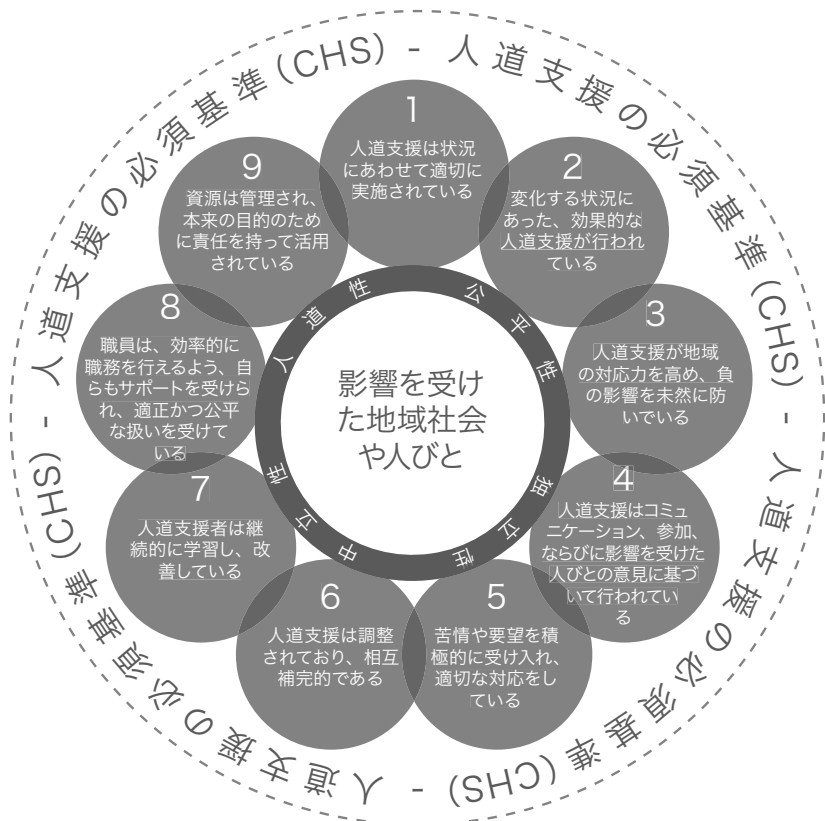 人道支援の必須基準(CHS) - 人道支援の必須基準(CHS) - 人道支援の必須基準(CHS) - 人道支援の必須基準(CHS) -
1
人道支援は状況
にあわせて適切に
実施されている
2
変化する状況に
あった、効果的な
人道支援が行われ
ている
3
人道支援が地域
の対応力を高め、負
の影響を未然に防
いでいる
4
人道支援はコミュ
ニケーション、参加、
ならびに影響を受けた
人びとの意見に基づ
いて行われてい
る
5
苦情や要望を積
極的に受け入れ、
適切な対応をし
ている
6
人道支援は調整
されており、相互
補完的である
7
人道支援者は継
続的に学習し、改
善している
8
職員は、効率的に
職務を行えるよう、自
らもサポートを受けら
れ、適正かつ公平
な扱いを受けて
いる
9
資源は管理され、
本来の目的のため
に責任を持って活用
されている
人道性
公平性
独立性
中立性
影響を受け
た地域社会
や人びと